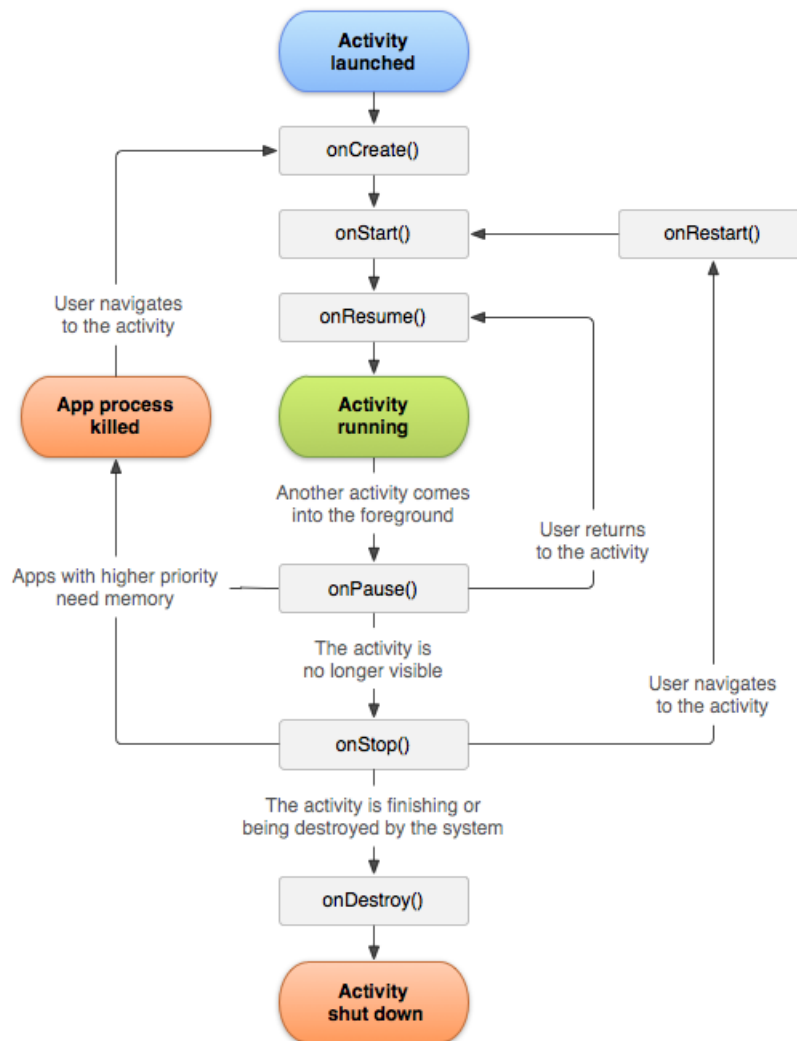 Activity
launched
onCreate()
onStart()
onRestart()
User navigates
to the activity
onResume()
App process
killed
Activity
running
Another activity comes
into the foreground
User returns
to the activity
Apps with higher priority
need memory
onPause()
The activity is
no longer visible
User navigates
to the activity
onStop()
The activity is finishing or
being destroyed by the system
onDestroy()
Activity
shut down